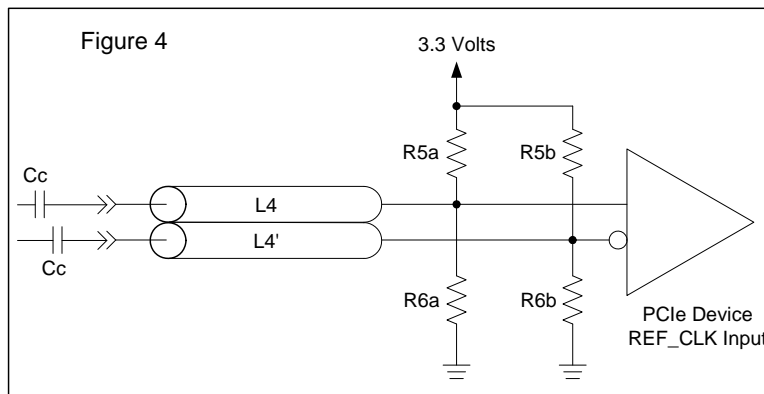 Figure 4
3.3 Volts
R5a
R5b
Cc
L4
L4'
Cc
R6a
R6b
PCIe Device
REF_CLK Input